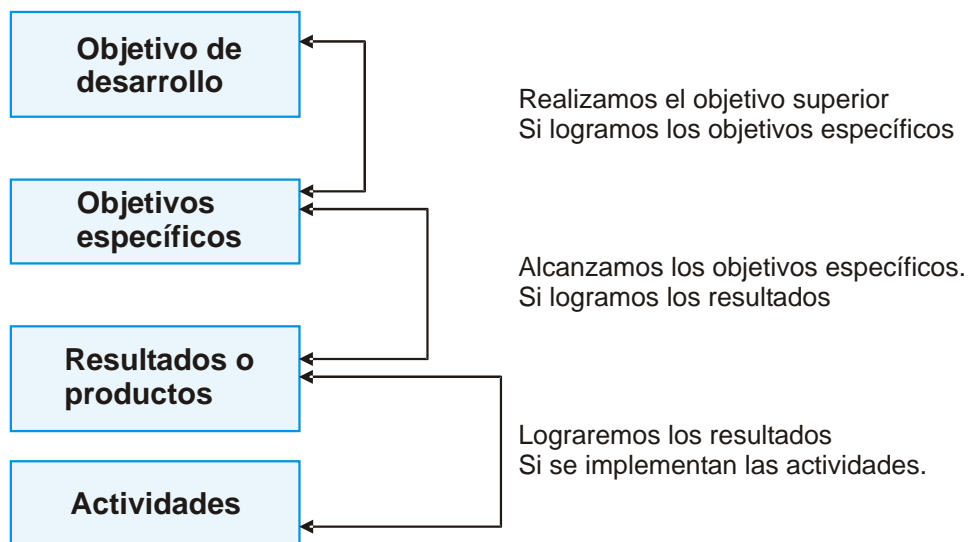 Objetivo de
desarrollo
Realizamos el objetivo superior
Si logramos los objetivos específicos
Objetivos
específicos
Alcanzamos los objetivos específicos.
Si logramos los resultados
Resultados o
productos
Lograremos los resultados
Si se implementan las actividades.
Actividades